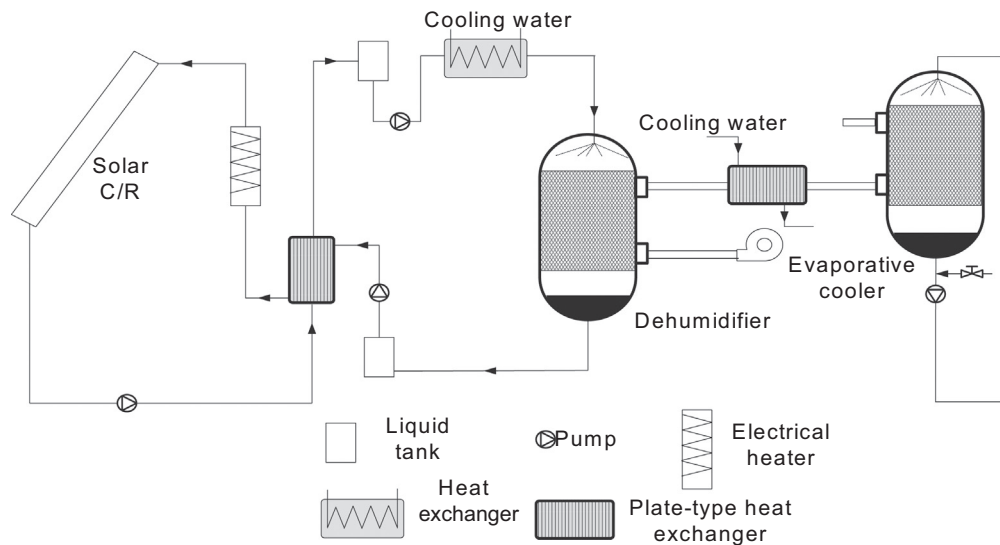 Cooling water
Solar
C/R
Cooling water
Evaporative
cooler
Dehumidifier
Liquid
tank
Pump
Electrical
heater
Heat
exchanger
Plate-type heat
exchanger